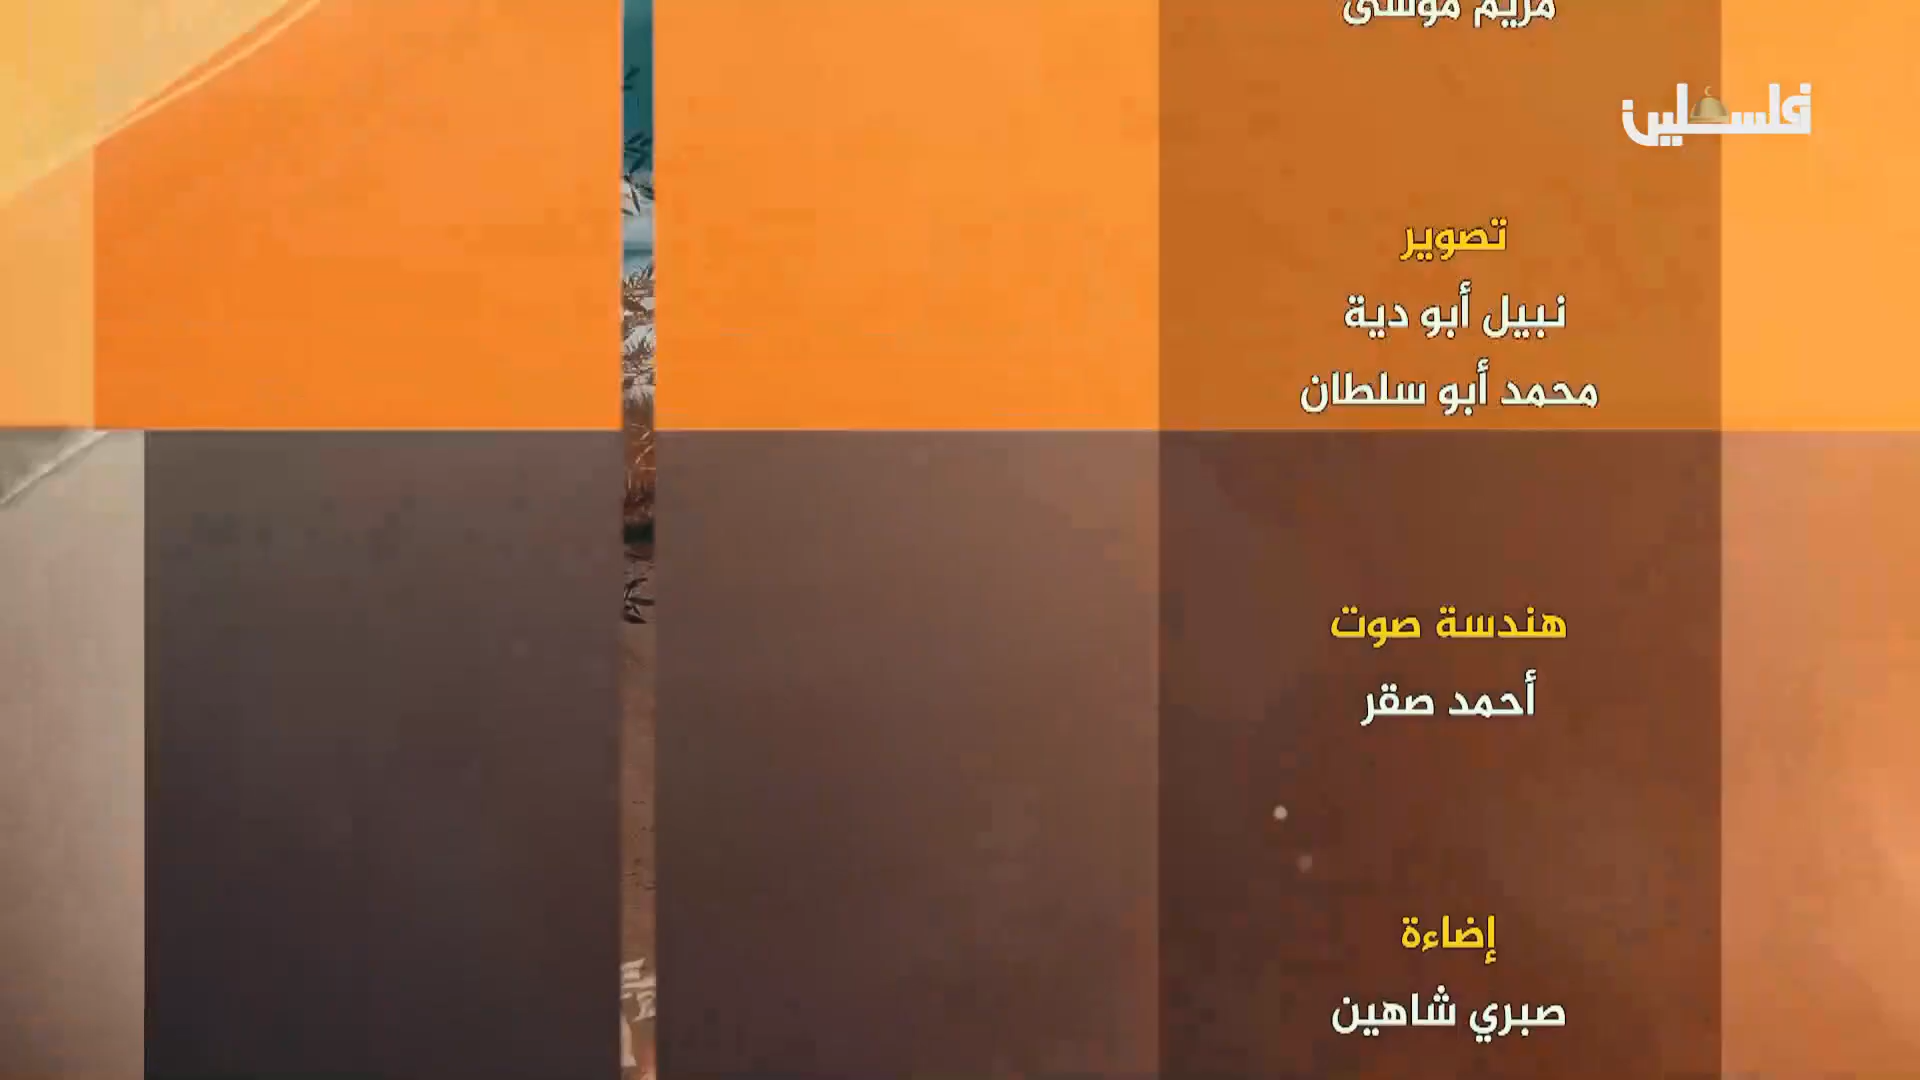 مريم موسى
فلسطين
تصوير
نبيل أبو دية
محمد أبو سلطان
هندسة صوت
أحمد صقر
إضاءة
صبري شاهين